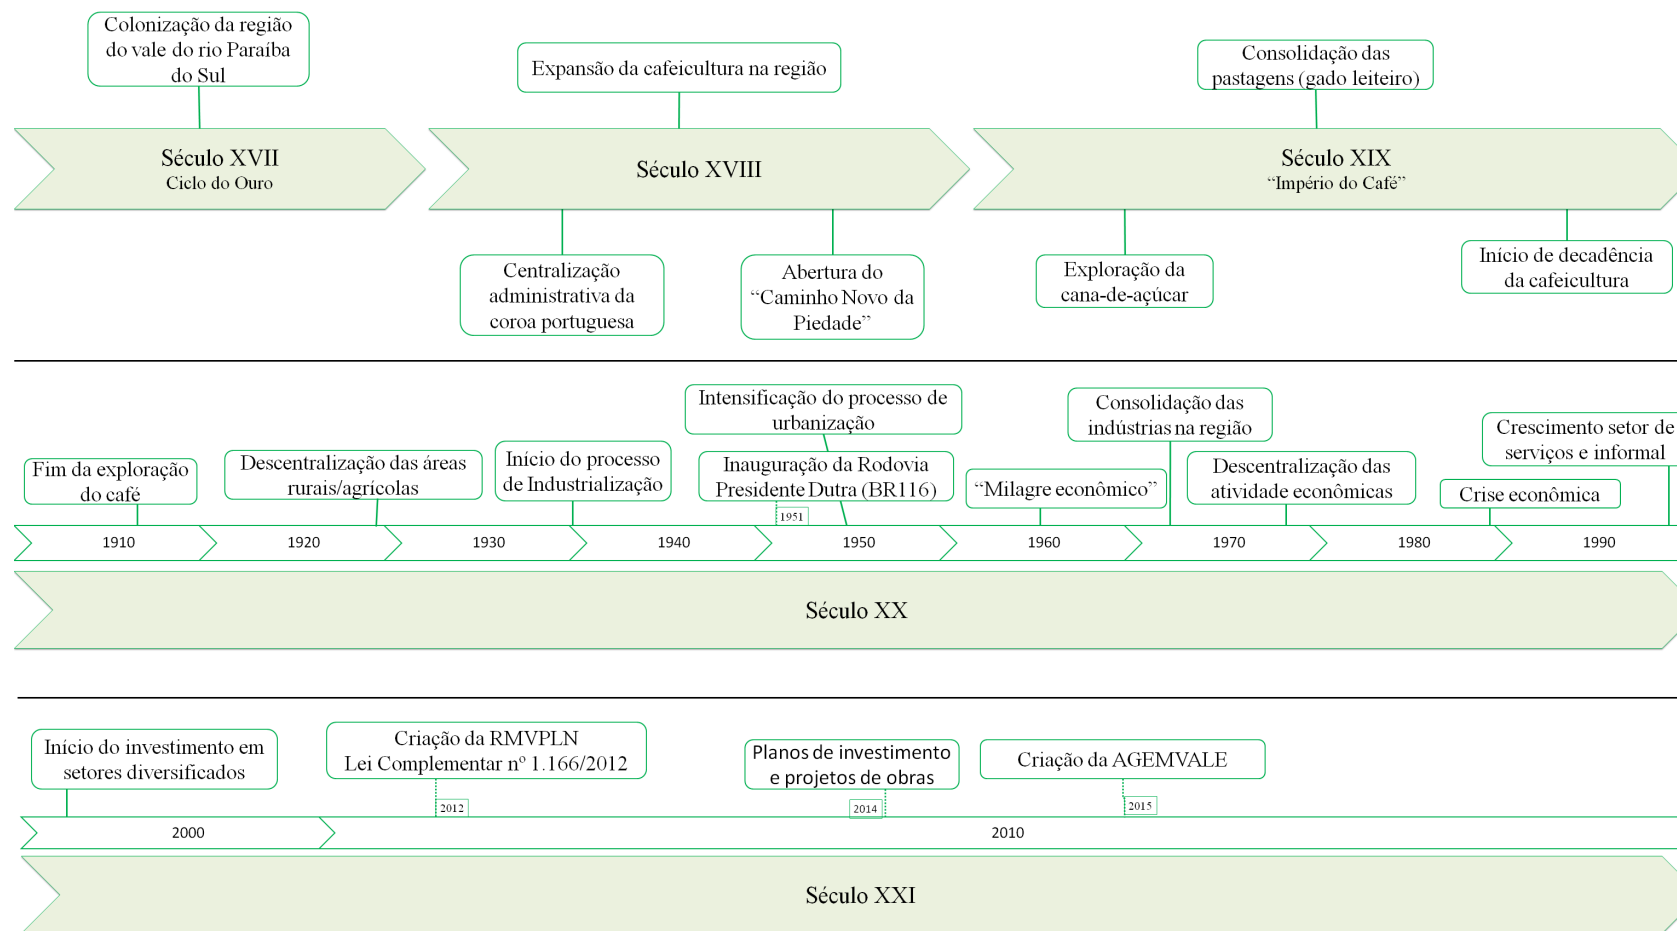 Colonização da região
do vale do rio Paraíba
do Sul
Expansão da cafeicultura na região
Consolidação das
pastagens (gado leiteiro)
Século XVII
Ciclo do Ouro
Século XVIII
Século XIX
“Império do Café”
Centralização
administrativa da
coroa portuguesa
Abertura do
“Caminho Novo da
Piedade”
Exploração da
cana-de-açúcar
Início de decadência
da cafeicultura
Fim da exploração
do café
Descentralização das áreas
rurais/agrícolas
Início do processo
de Industrialização
Intensificação do processo de
urbanização
Inauguração da Rodovia
Presidente Dutra (BR116)
1951
“Milagre econômico”
Consolidação das
indústrias na região
Descentralização das
atividade econômicas
Crise econômica
Crescimento setor de
serviços e informal
1910
1920
1930
1940
1950
1960
1970
1980
1990
Século XX
Início do investimento em
setores diversificados
Criação da RMVPLN
Lei Complementar nº 1.166/2012
2012
Planos de investimento
e projetos de obras
2014
Criação da AGEMVALE
2015
2000
2010
Século XXI